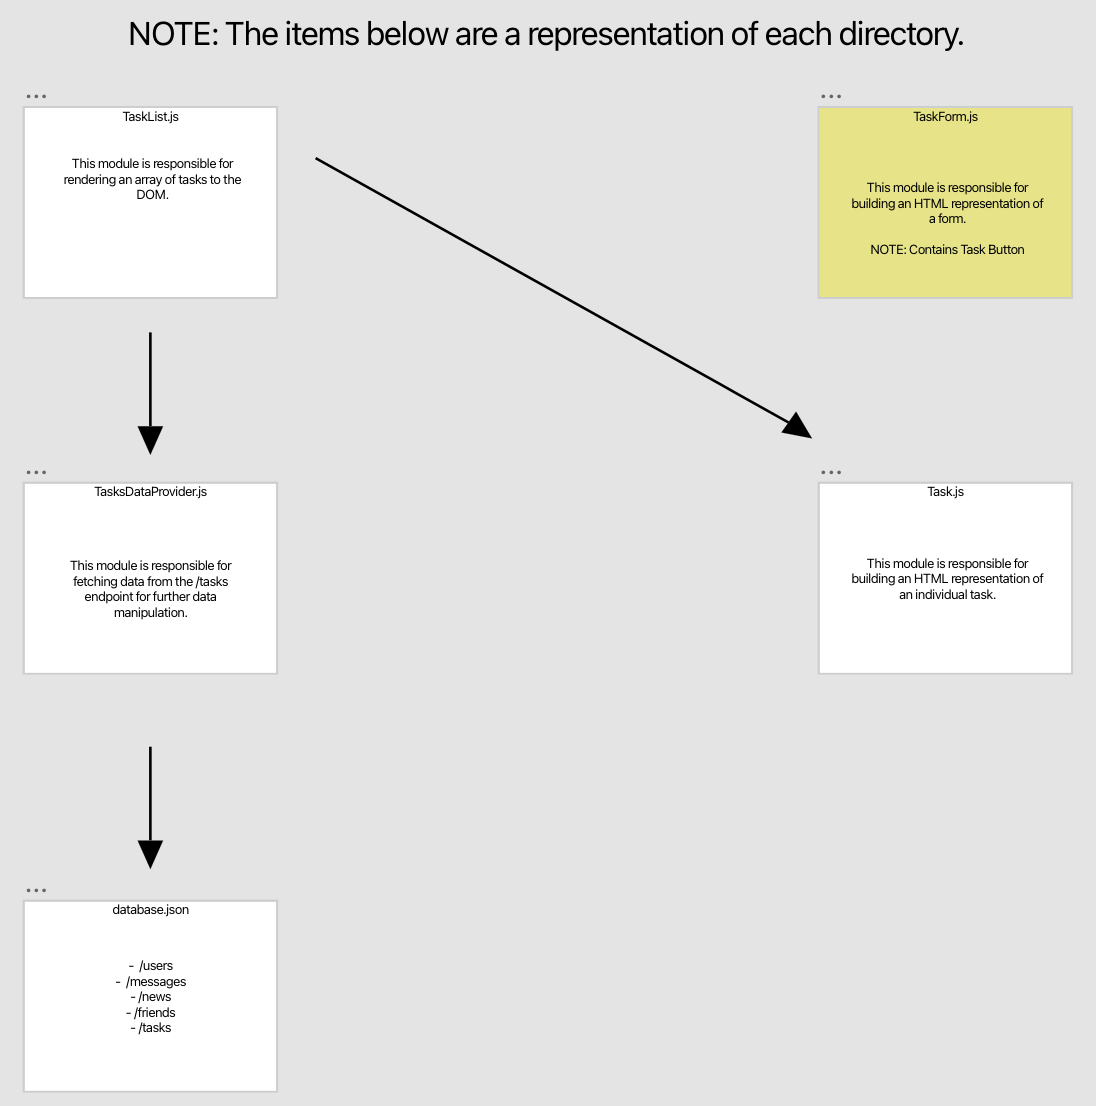 NOTE: The items below are a representation of each directory.
TaskList.js
This module is responsible for
rendering an array of tasks to the
DOM.
TaskForm.js
This module is responsible for
building an HTML representation of
a form.
NOTE: Contains Task Button
TasksDataProvider.js
This module is responsible for
fetching data from the /tasks
endpoint for further data
manipulation.
Task.js
This module is responsible for
building an HTML representation of
an individual task.
database.json
- /users
- /messages
- /news
- /friends
- /tasks